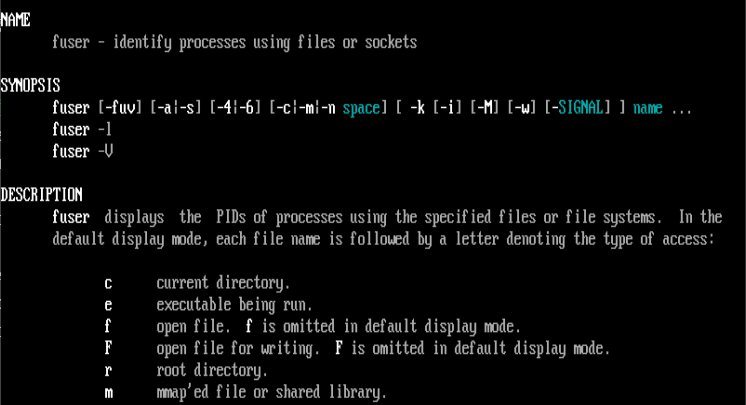 NAME
fuser - identify processes using files or sockets
SYNOPSIS
fuser [-fuv] [-a|-s] [-4|-6] [-c|-m|-n space] [ -k [-i] [-M] [-w] [-SIGNAL] ] name ...
fuser -l
fuser -V
DESCRIPTION
fuser displays the PIDs of processes using the specified files or file systems. In the
default display mode, each file name is followed by a letter denoting the type of access:
c current directory.
e executable being run.
f open file. f is omitted in default display mode.
F open file for writing. F is omitted in default display mode.
r root directory.
m mmap'ed file or shared library.